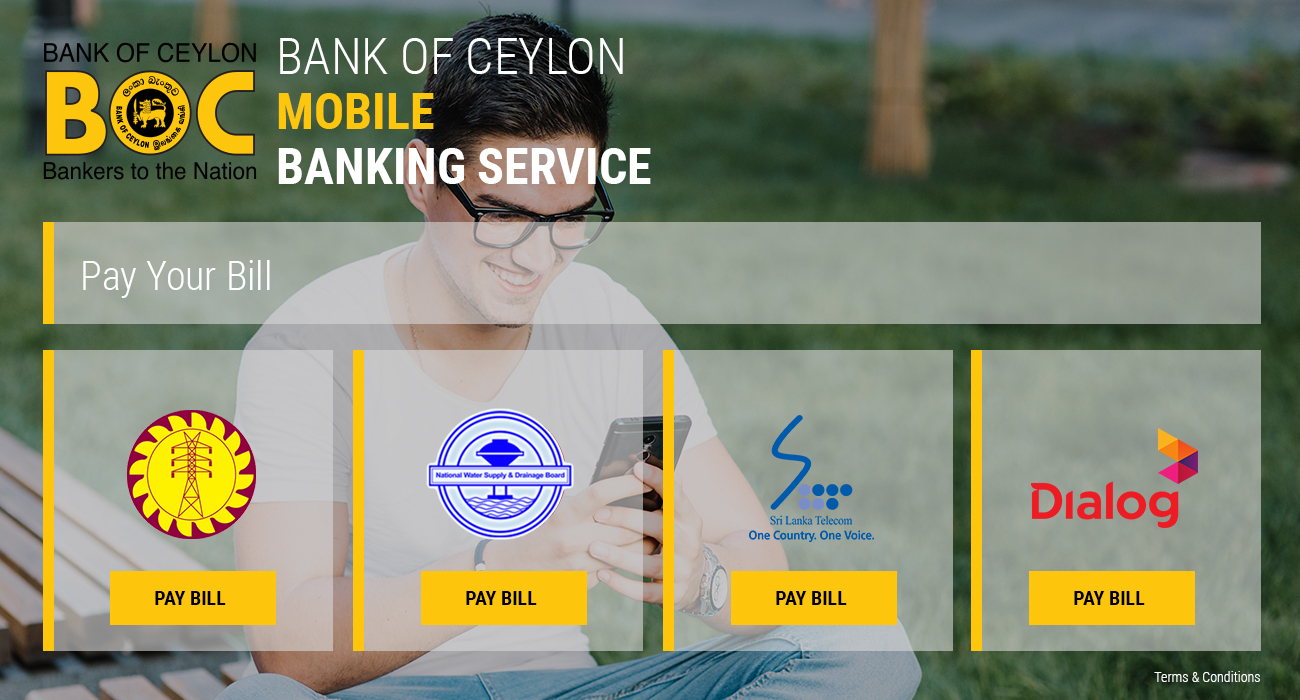 BANK OF CEYLON
BOC
ලංකා බැංකුව
BANK OF CEYLON
இலங்கை வங்கி
Bankers to the Nation
BANK OF CEYLON
MOBILE
BANKING SERVICE
Pay Your Bill
National Water Supply & Drainage Board
Sri Lanka Telecom
One Country. One Voice.
Dialog
PAY BILL
PAY BILL
PAY BILL
PAY BILL
Terms & Conditions